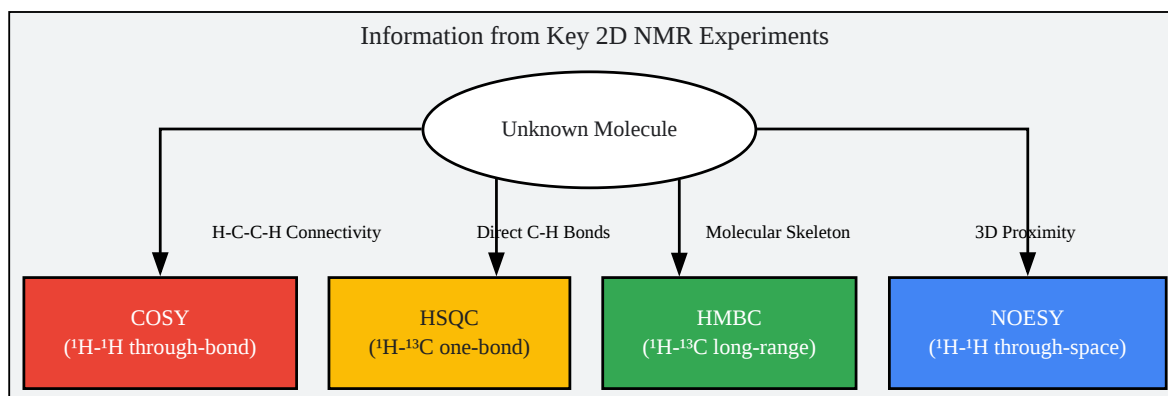 Information from Key 2D NMR Experiments
Unknown Molecule
H-C-C-H Connectivity
Direct C-H Bonds
Molecular Skeleton
3D Proximity
COSY
(¹H-¹H through-bond)
HSQC
(¹H-¹³C one-bond)
HMBC
(¹H-¹³C long-range)
NOESY
(¹H-¹H through-space)